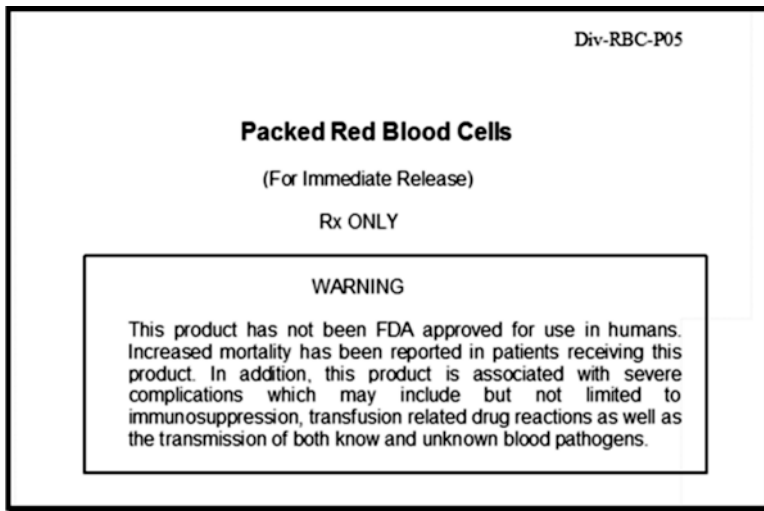 Div-RBC-P05
Packed Red Blood Cells
(For Immediate Release)
Rx ONLY
WARNING
This product has not been FDA approved for use in humans.
Increased mortality has been reported in patients receiving this
product. In addition, this product is associated with severe
complications which may include but not limited to
immunosuppression, transfusion related drug reactions as well as
the transmission of both know and unknown blood pathogens.